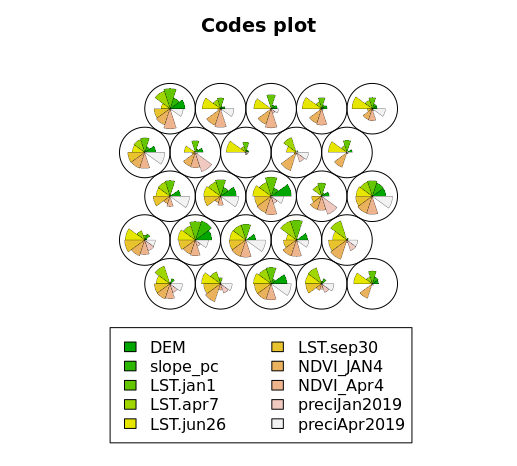 Codes plot
DEM
slope_pc
LST.jan1
LST.apr7
LST.jun26
LST.sep30
NDVI_JAN4
NDVI_Apr4
preciJan2019
preciApr2019